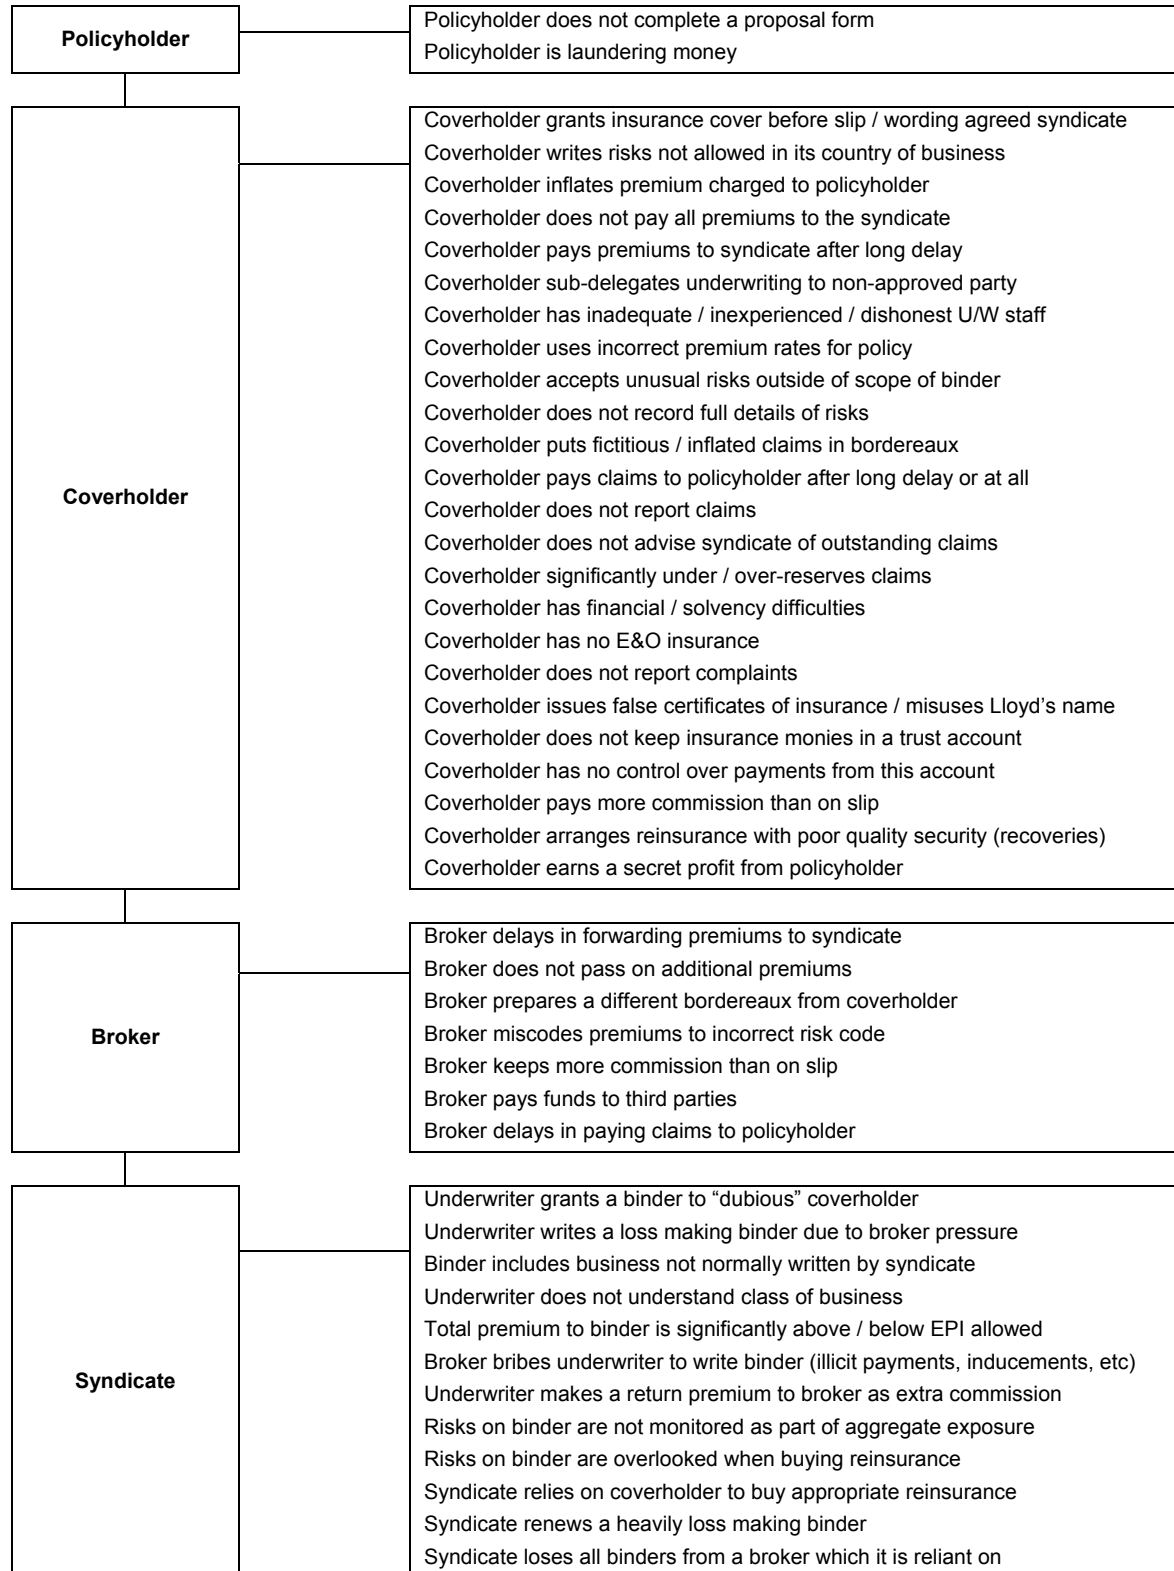 Policyholder
Policyholder does not complete a proposal form
Policyholder is laundering money
Coverholder
Coverholder grants insurance cover before slip / wording agreed syndicate
Coverholder writes risks not allowed in its country of business
Coverholder inflates premium charged to policyholder
Coverholder does not pay all premiums to the syndicate
Coverholder pays premiums to syndicate after long delay
Coverholder sub-delegates underwriting to non-approved party
Coverholder has inadequate / inexperienced / dishonest U/W staff
Coverholder uses incorrect premium rates for policy
Coverholder accepts unusual risks outside of scope of binder
Coverholder does not record full details of risks
Coverholder puts fictitious / inflated claims in bordereaux
Coverholder pays claims to policyholder after long delay or at all
Coverholder does not report claims
Coverholder does not advise syndicate of outstanding claims
Coverholder significantly under / over-reserves claims
Coverholder has financial / solvency difficulties
Coverholder has no E&O insurance
Coverholder does not report complaints
Coverholder issues false certificates of insurance / misuses Lloyd’s name
Coverholder does not keep insurance monies in a trust account
Coverholder has no control over payments from this account
Coverholder pays more commission than on slip
Coverholder arranges reinsurance with poor quality security (recoveries)
Coverholder earns a secret profit from policyholder
Broker
Broker delays in forwarding premiums to syndicate
Broker does not pass on additional premiums
Broker prepares a different bordereaux from coverholder
Broker miscodes premiums to incorrect risk code
Broker keeps more commission than on slip
Broker pays funds to third parties
Broker delays in paying claims to policyholder
Syndicate
Underwriter grants a binder to “dubious” coverholder
Underwriter writes a loss making binder due to broker pressure
Binder includes business not normally written by syndicate
Underwriter does not understand class of business
Total premium to binder is significantly above / below EPI allowed
Broker bribes underwriter to write binder (illicit payments, inducements, etc)
Underwriter makes a return premium to broker as extra commission
Risks on binder are not monitored as part of aggregate exposure
Risks on binder are overlooked when buying reinsurance
Syndicate relies on coverholder to buy appropriate reinsurance
Syndicate renews a heavily loss making binder
Syndicate loses all binders from a broker which it is reliant on